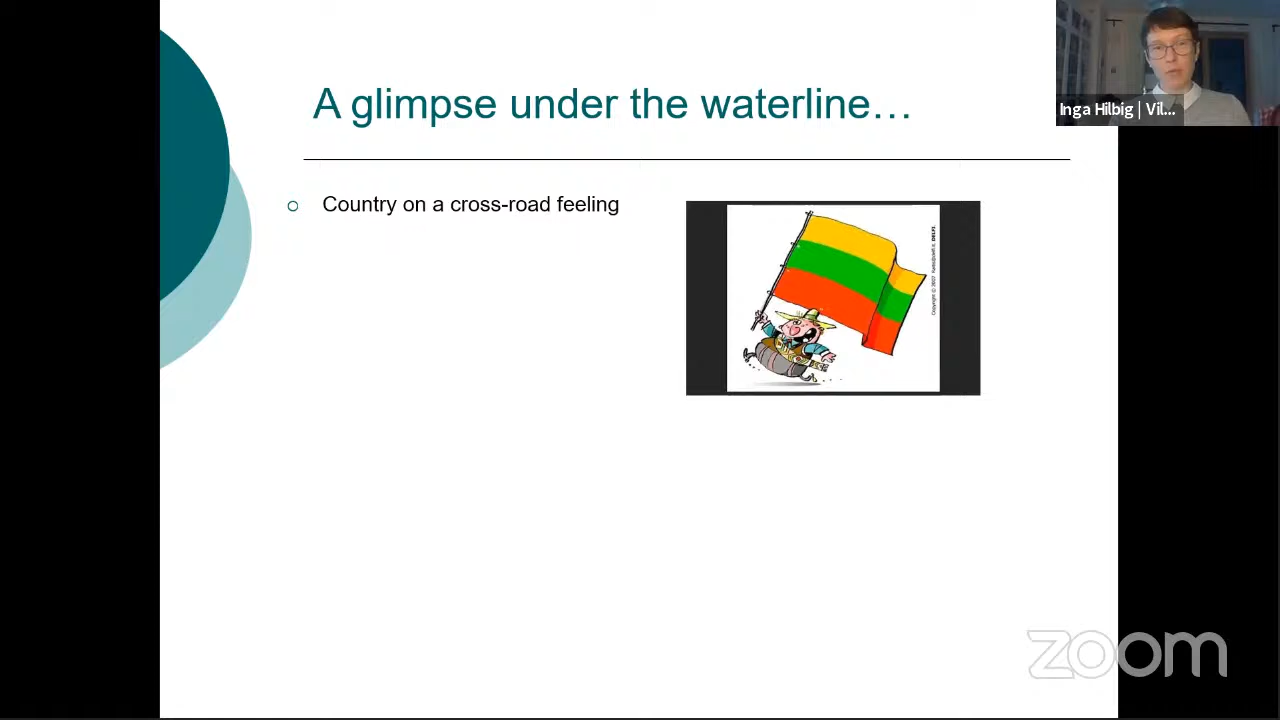 A glimpse under the waterline…
Inga Hilbig | Vil...
Country on a cross-road feeling
zoom